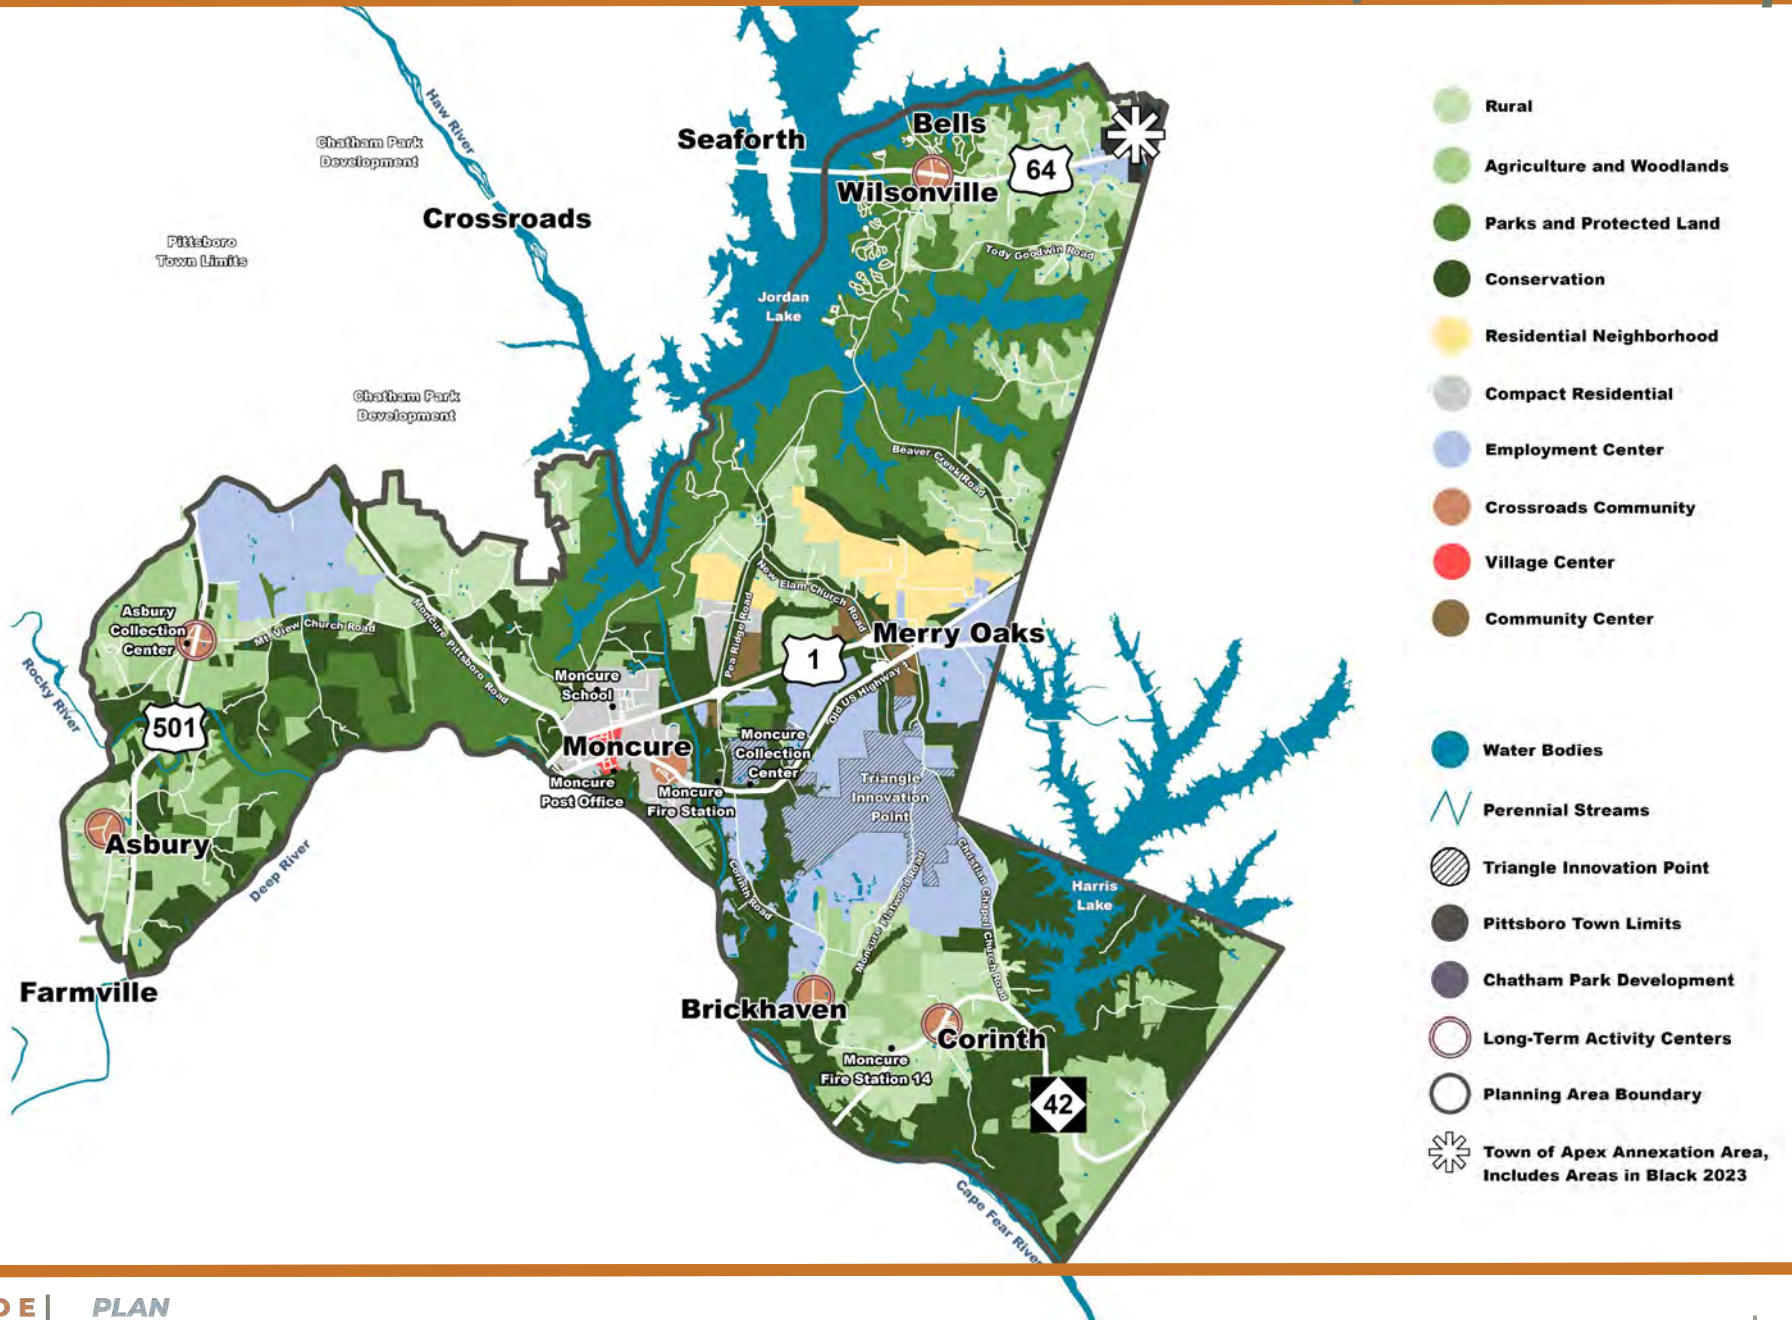 Haw River
Chatham Park
Development
Seaforth
Bells
64
Wilsonville
Crossroads
Pittsboro
Town Limits
Tody Goodwin Road
Jordan
Lake
Chatham Park
Development
Beaver Creek Road
New Elam Church Road
Asbury
Collection
Center
Mt. View Church Road
Moncure Pittsboro Road
Pea Ridge Road
Merry Oaks
1
Rocky River
Moncure
School
Old US Highway 1
501
Moncure
Moncure
Collection
Center
Triangle
Innovation
Point
Moncure
Post Office
Moncure
Fire Station
Asbury
Deep River
Corinth Road
Moncure Flatwood Road
Christian Chapel Church Road
Harris
Lake
Farmville
Brickhaven
Corinth
Moncure
Fire Station 14
42
Cape Fear River
Rural
Agriculture and Woodlands
Parks and Protected Land
Conservation
Residential Neighborhood
Compact Residential
Employment Center
Crossroads Community
Village Center
Community Center
Water Bodies
Perennial Streams
Triangle Innovation Point
Pittsboro Town Limits
Chatham Park Development
Long-Term Activity Centers
Planning Area Boundary
Town of Apex Annexation Area,
Includes Areas in Black 2023
DE| PLAN